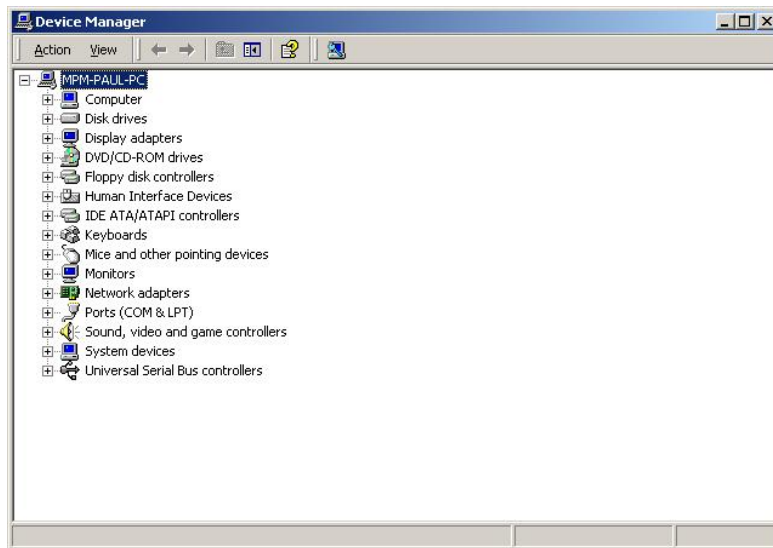 Device Manager
Action View
MPM-PAUL-PC
Computer
Disk drives
Display adapters
DVD/CD-ROM drives
Floppy disk controllers
Human Interface Devices
IDE ATA/ATAPI controllers
Keyboards
Mice and other pointing devices
Monitors
Network adapters
Ports (COM & LPT)
Sound, video and game controllers
System devices
Universal Serial Bus controllers